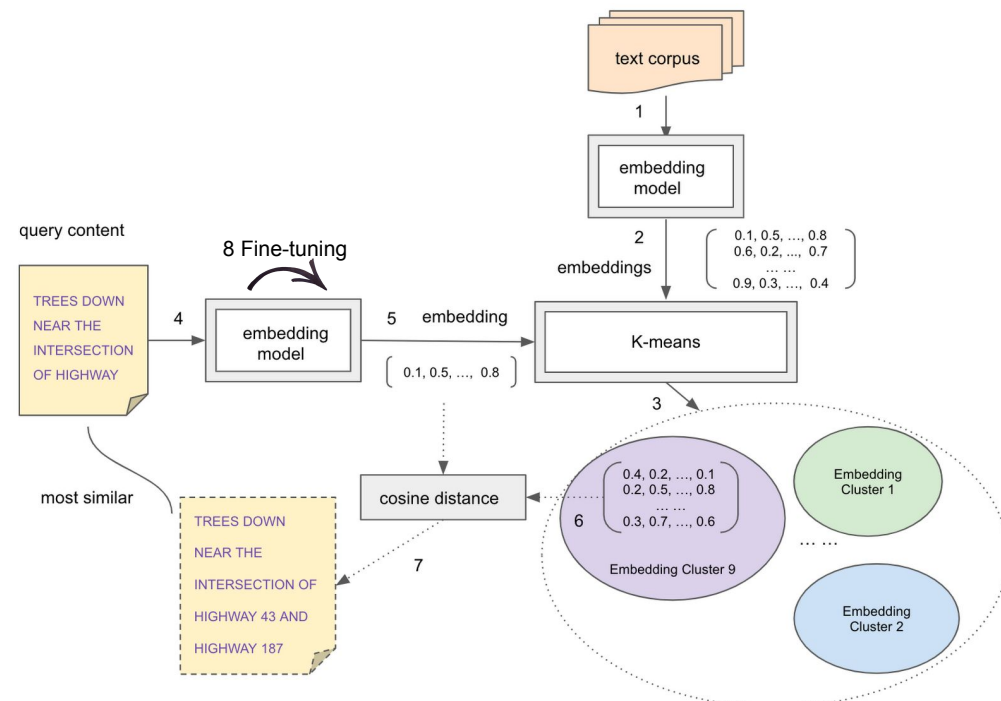 text corpus
1
embedding
model
2
embeddings
0.1, 0.5, …, 0.8
0.6, 0.2, ..., 0.7
... ...
0.9, 0.3, …, 0.4
query content
TREES DOWN
NEAR THE
INTERSECTION
OF HIGHWAY
4
8 Fine-tuning
embedding
model
5 embedding
0.1, 0.5, …, 0.8
K-means
3
0.4, 0.2, …, 0.1
0.2, 0.5, …, 0.8
... ...
0.3, 0.7, …, 0.6
6
Embedding Cluster 9
Embedding
Cluster 1
... ...
Embedding
Cluster 2
cosine distance
7
most similar
TREES DOWN
NEAR THE
INTERSECTION OF
HIGHWAY 43 AND
HIGHWAY 187